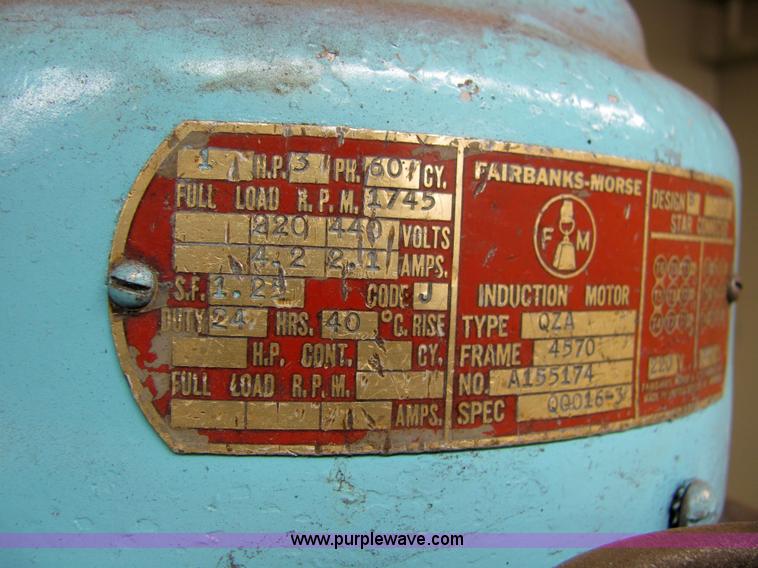 1 H.P. 3 PH. 60 CY.
FULL LOAD R.P.M. 1745
220 440 VOLTS
4.2 2.1 AMPS.
S.F. 1.25 CODE J
DUTY 24 HRS. 40 °C. RISE
H.P. CONT. CY.
FULL LOAD R.P.M.
AMPS.
FAIRBANKS-MORSE
F M
INDUCTION MOTOR
TYPE QZA
FRAME 4570
NO. A155174
SPEC QQ016-3
DESIGN B
STAR
220 V.
www.purplewave.com